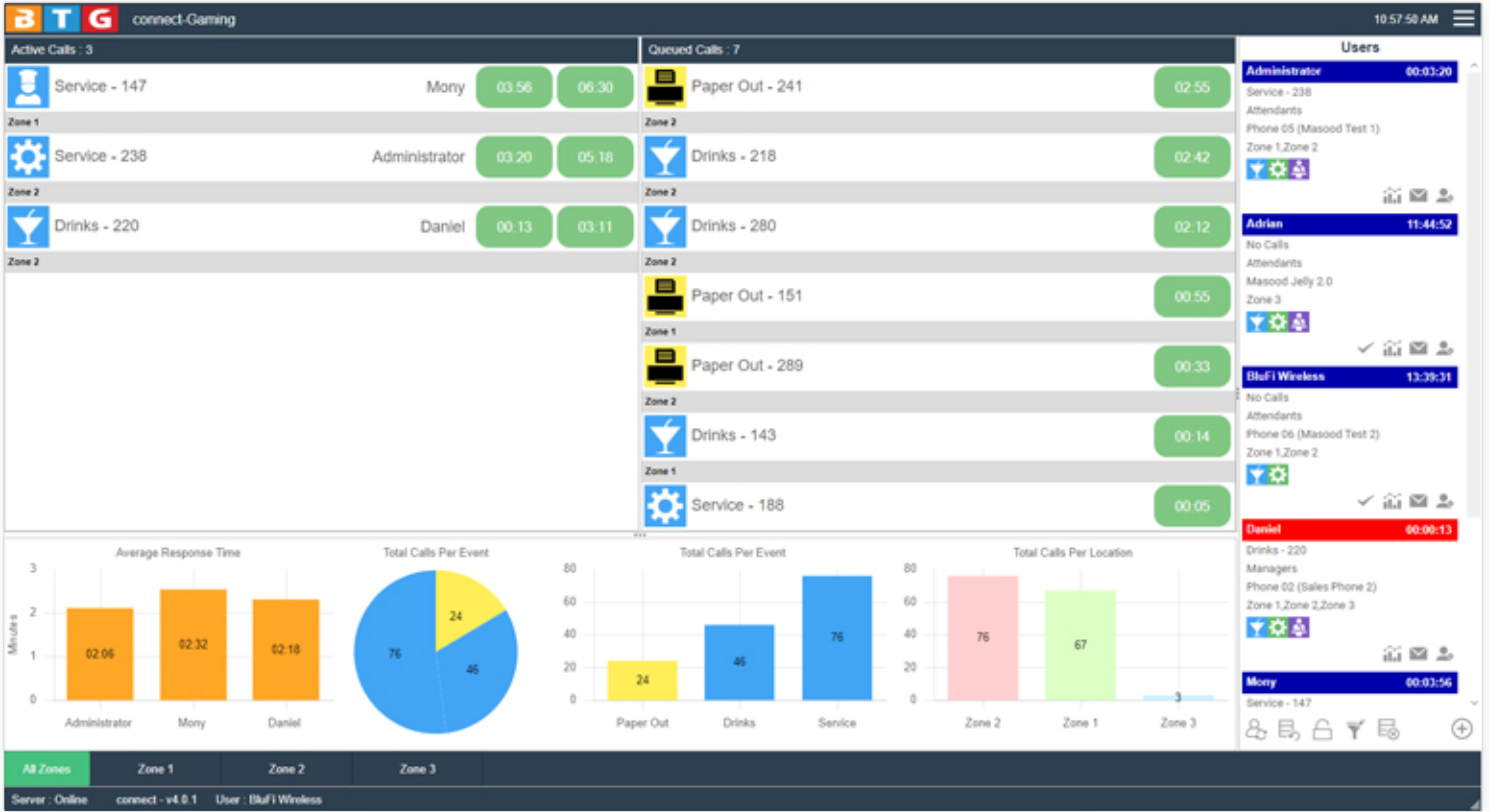 BTG connect-Gaming 10:57:50 AM
Active Calls : 3
Service - 147 Mony 03:56 06:30
Zone 1
Service - 238 Administrator 03:20 05:18
Zone 2
Drinks - 220 Daniel 00:13 03:11
Zone 2
Queued Calls : 7
Paper Out - 241 02:55
Zone 2
Drinks - 218 02:42
Zone 2
Drinks - 280 02:12
Zone 2
Paper Out - 151 00:55
Zone 1
Paper Out - 289 00:33
Zone 2
Drinks - 143 00:14
Zone 1
Service - 188 00:05
Users
Administrator 00:03:20
Service - 238
Attendants
Phone 05 (Masood Test 1)
Zone 1,Zone 2
Adrian 11:44:52
No Calls
Attendants
Masood Jelly 2.0
Zone 3
BluFi Wireless 13:39:31
No Calls
Attendants
Phone 06 (Masood Test 2)
Zone 1,Zone 2
Daniel 00:00:13
Drinks - 220
Managers
Phone 02 (Sales Phone 2)
Zone 1,Zone 2,Zone 3
Mony 00:03:56
Service - 147
Average Response Time
3
2
1
0
Minutes
02:06 02:32 02:18
Administrator Mony Daniel
Total Calls Per Event
24
76
46
Total Calls Per Event
80
60
40
20
0
24 46 76
Paper Out Drinks Service
Total Calls Per Location
80
60
40
20
0
76 67 3
Zone 2 Zone 1 Zone 3
All Zones Zone 1 Zone 2 Zone 3
Server : Online connect - v4.0.1 User : BluFi Wireless